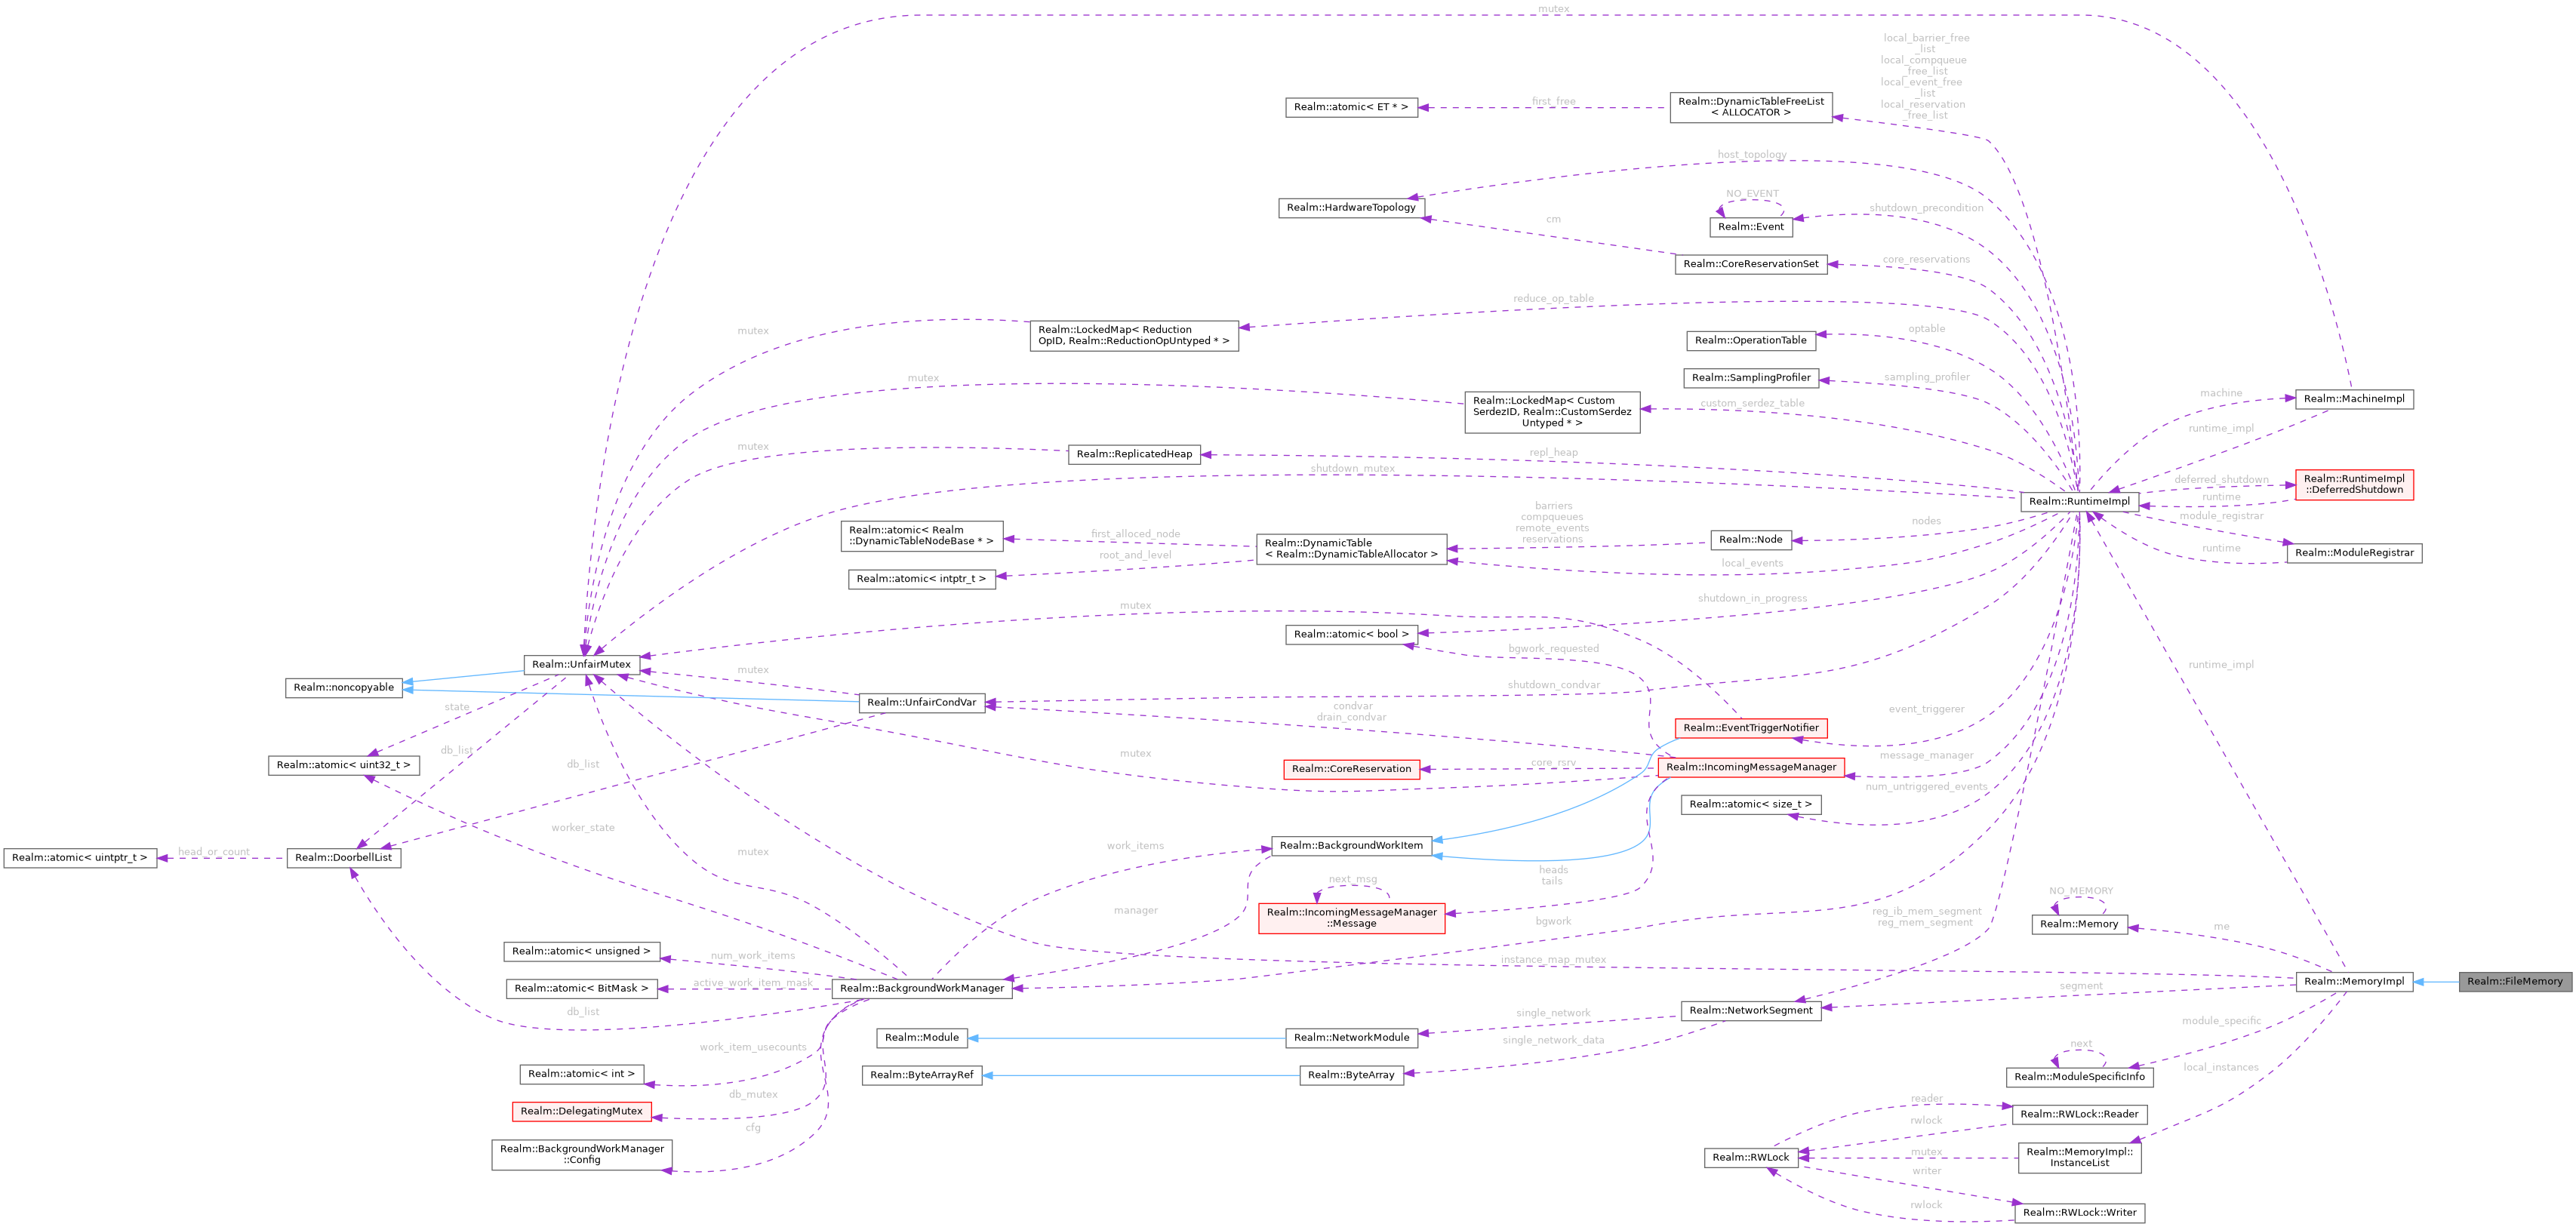 mutex
local_barrier_free
_list
local_compqueue
_free_list
local_event_free
_list
local_reservation
_free_list
Realm::atomic< ET * >
first_free
Realm::DynamicTableFreeList
< ALLOCATOR >
host_topology
Realm::HardwareTopology
NO_EVENT
Realm::Event
shutdown_precondition
cm
Realm::CoreReservationSet
core_reservations
reduce_op_table
mutex
Realm::LockedMap< Reduction
OpID, Realm::ReductionOpUntyped * >
Realm::OperationTable
optable
mutex
Realm::SamplingProfiler
sampling_profiler
Realm::LockedMap< Custom
SerdezID, Realm::CustomSerdez
Untyped * >
custom_serdez_table
machine
Realm::MachineImpl
runtime_impl
mutex
Realm::ReplicatedHeap
repl_heap
shutdown_mutex
Realm::RuntimeImpl
deferred_shutdown
Realm::RuntimeImpl
::DeferredShutdown
runtime
module_registrar
Realm::ModuleRegistrar
runtime
Realm::atomic< Realm
::DynamicTableNodeBase * >
first_alloced_node
Realm::DynamicTable
< Realm::DynamicTableAllocator >
barriers
compqueues
remote_events
reservations
Realm::Node
nodes
Realm::atomic< intptr_t >
root_and_level
local_events
mutex
Realm::atomic< bool >
shutdown_in_progress
bgwork_requested
Realm::UnfairMutex
Realm::noncopyable
mutex
Realm::UnfairCondVar
shutdown_condvar
runtime_impl
state
condvar
drain_condvar
Realm::EventTriggerNotifier
event_triggerer
db_list
db_list
mutex
Realm::atomic< uint32_t >
Realm::CoreReservation
core_rsrv
Realm::IncomingMessageManager
message_manager
Realm::atomic< size_t >
num_untriggered_events
worker_state
mutex
work_items
Realm::BackgroundWorkItem
Realm::atomic< uintptr_t >
head_or_count
Realm::DoorbellList
heads
tails
next_msg
Realm::IncomingMessageManager
::Message
manager
bgwork
reg_ib_mem_segment
reg_mem_segment
NO_MEMORY
Realm::Memory
me
Realm::atomic< unsigned >
num_work_items
instance_map_mutex
Realm::atomic< BitMask >
active_work_item_mask
Realm::BackgroundWorkManager
segment
Realm::MemoryImpl
Realm::FileMemory
db_list
Realm::NetworkSegment
single_network
Realm::Module
Realm::NetworkModule
single_network_data
module_specific
work_item_usecounts
Realm::atomic< int >
Realm::ByteArrayRef
Realm::ByteArray
next
Realm::ModuleSpecificInfo
local_instances
db_mutex
Realm::DelegatingMutex
cfg
Realm::BackgroundWorkManager
::Config
reader
Realm::RWLock::Reader
rwlock
Realm::RWLock
mutex
Realm::MemoryImpl::
InstanceList
writer
rwlock
Realm::RWLock::Writer